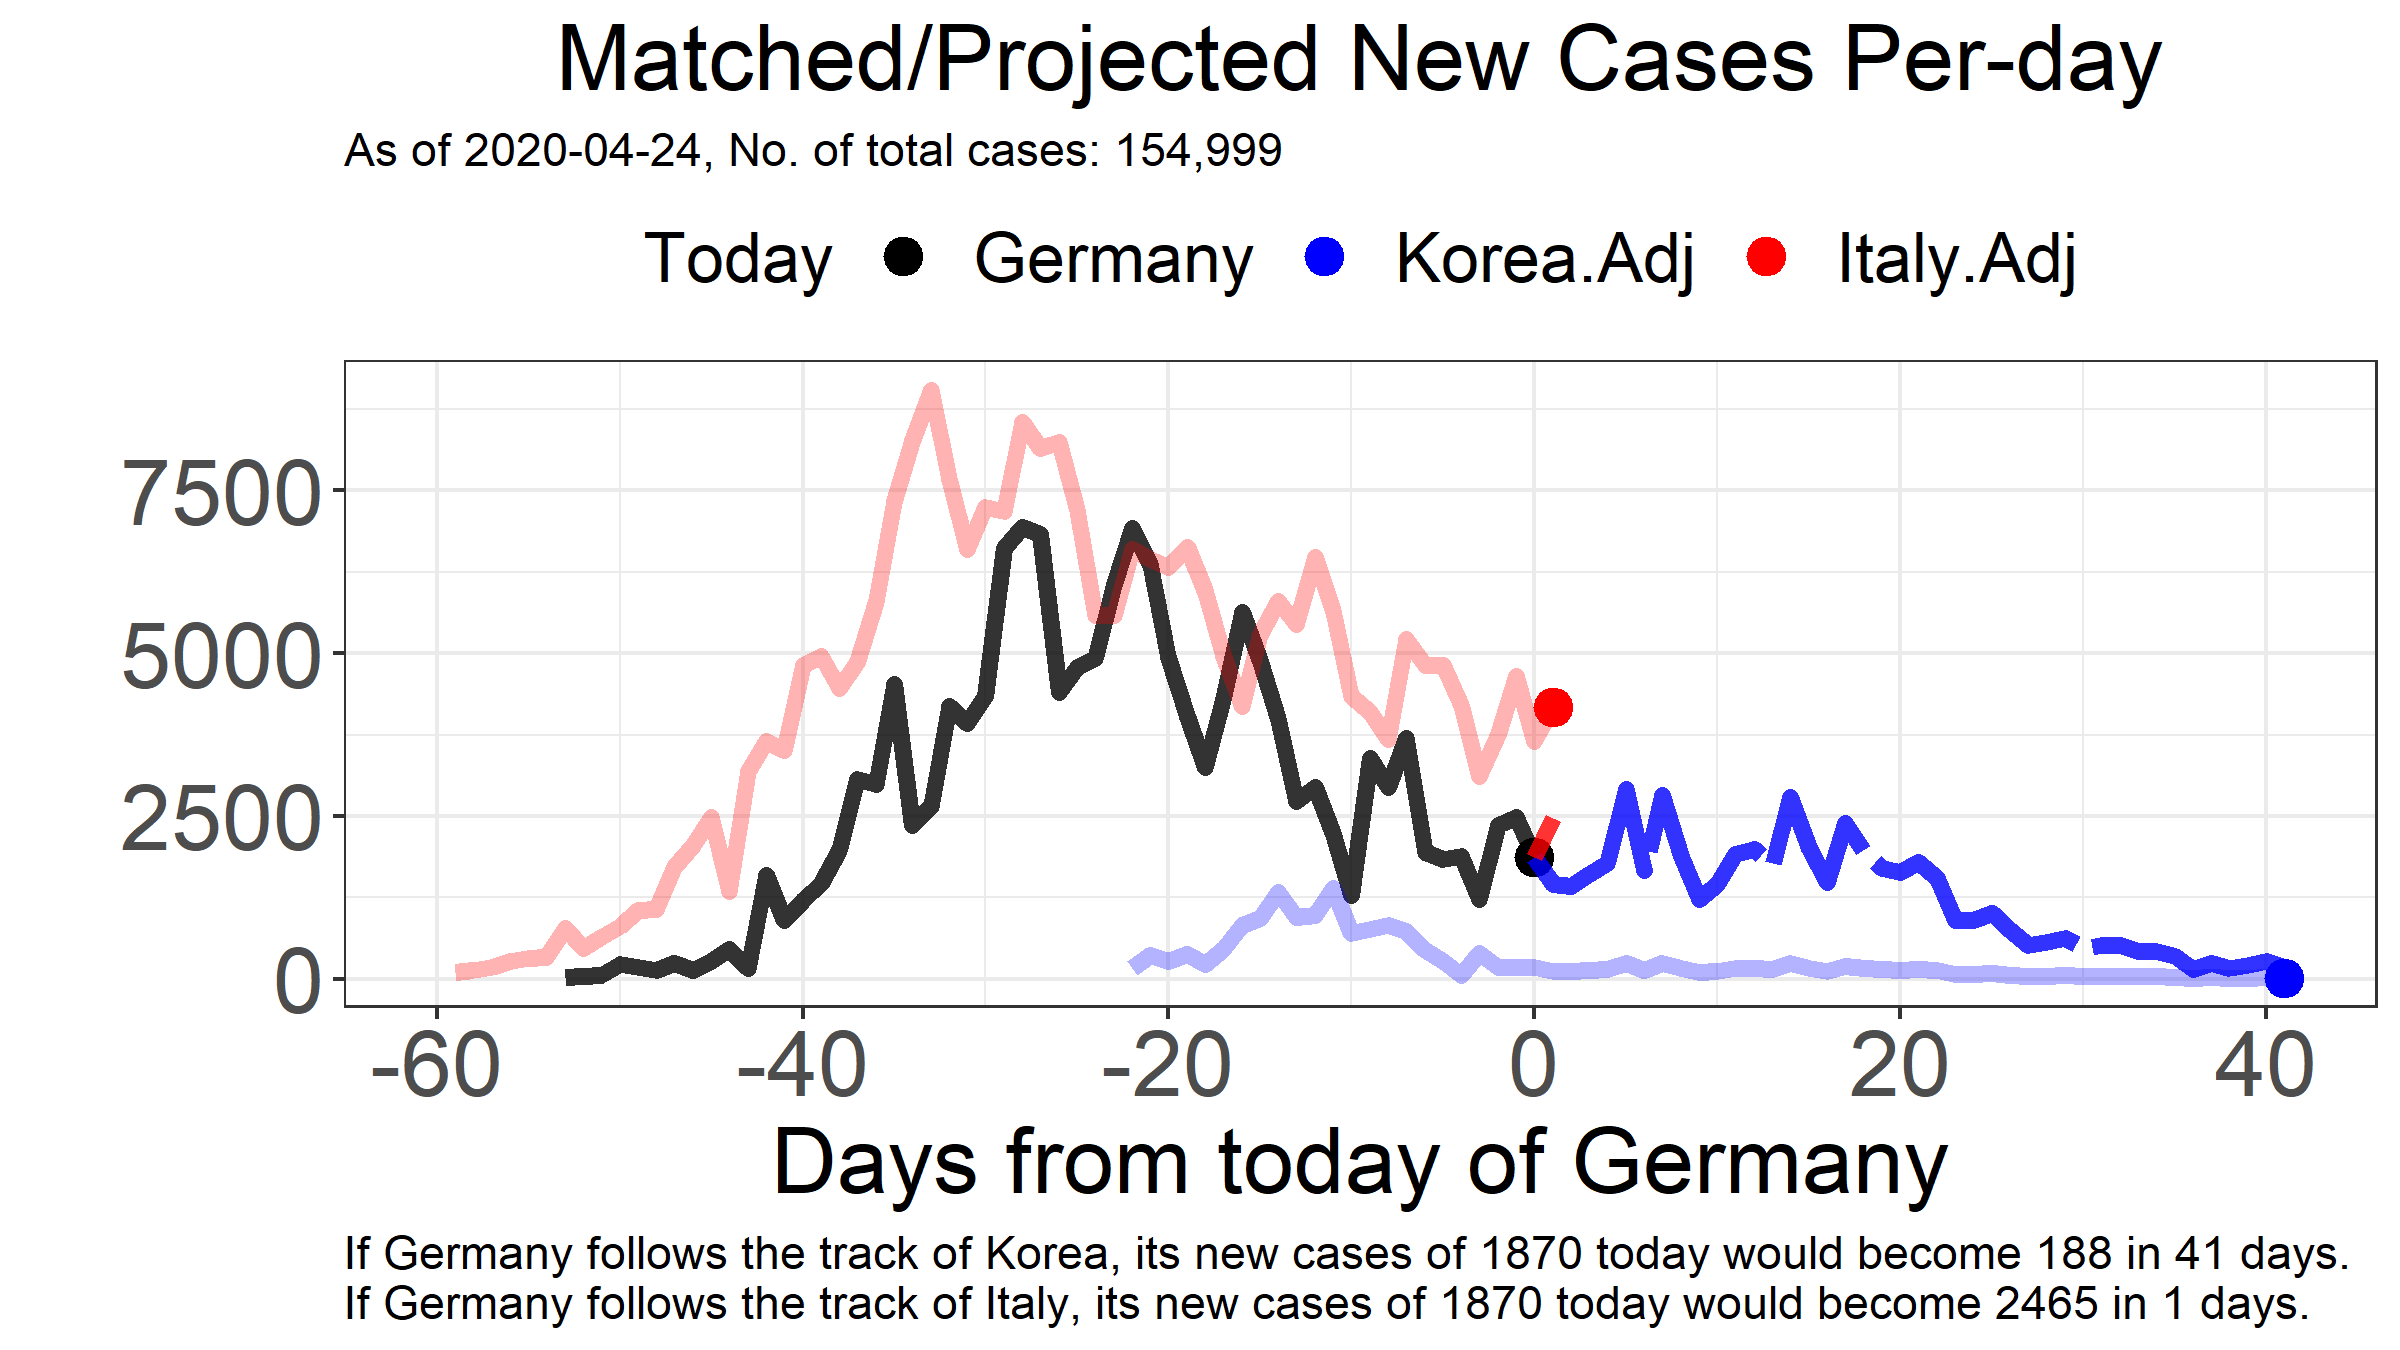 Matched/Projected New Cases Per-day
As of 2020-04-24, No. of total cases: 154,999
Today Germany Korea.Adj Italy.Adj
7500
5000
2500
0
-60 -40 -20 0 20 40
Days from today of Germany
If Germany follows the track of Korea, its new cases of 1870 today would become 188 in 41 days.
If Germany follows the track of Italy, its new cases of 1870 today would become 2465 in 1 days.